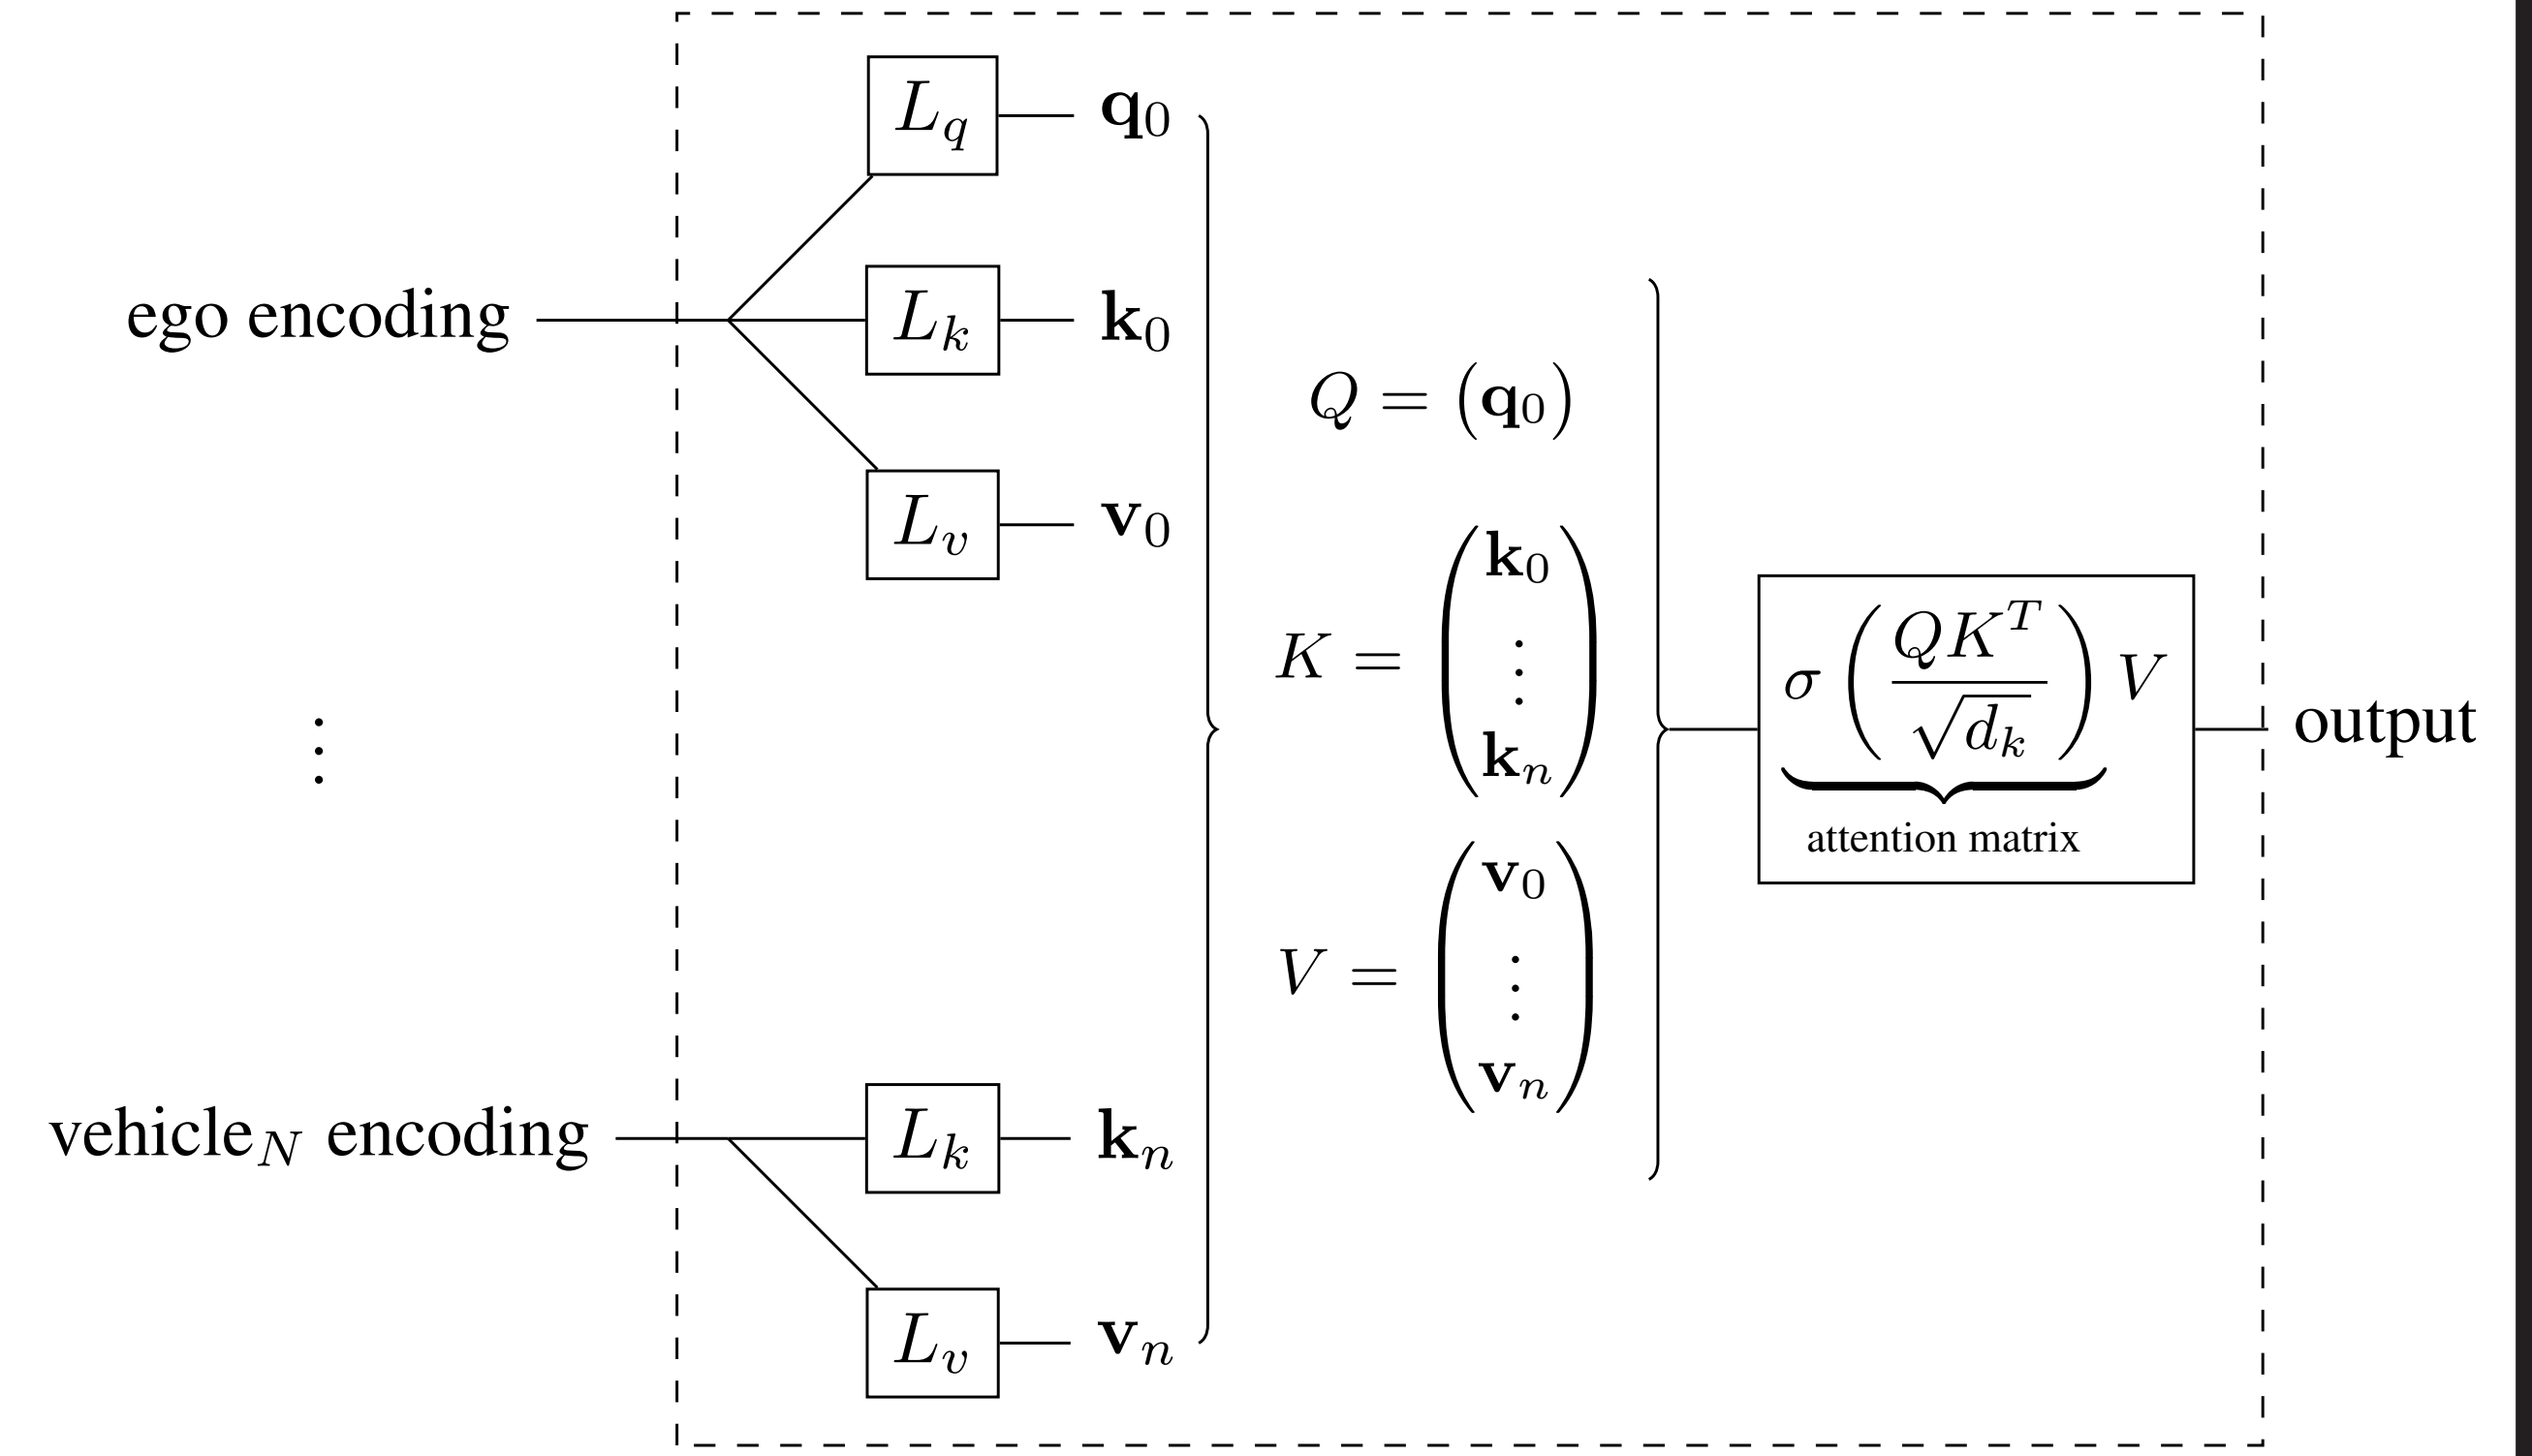 L_q q_0
ego encoding L_k k_0
L_v v_0
Q = (q_0)
K = (k_0 ⋮ k_n)
V = (v_0 ⋮ v_n)
σ(QK^T / √d_k) V
attention matrix
output
⋮
vehicle_N encoding L_k k_n
L_v v_n